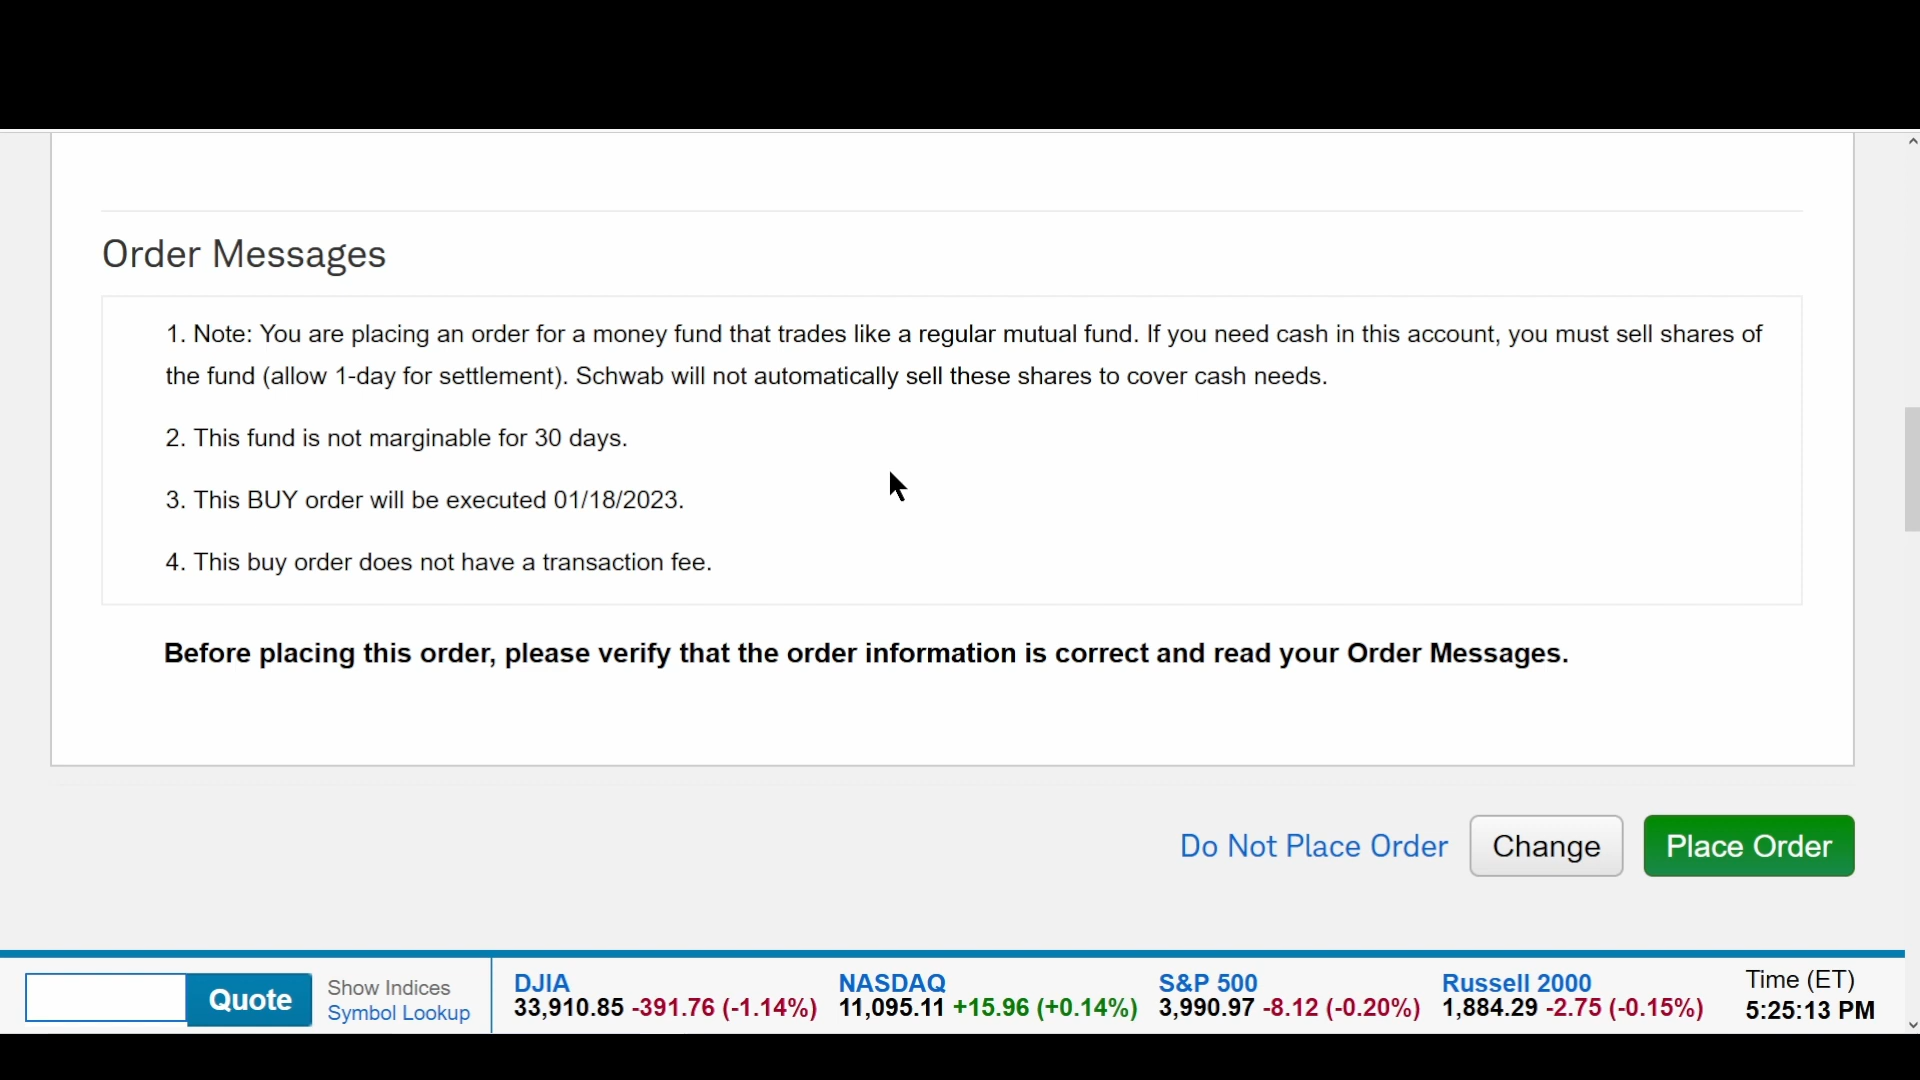 Order Messages
1. Note: You are placing an order for a money fund that trades like a regular mutual fund. If you need cash in this account, you must sell shares of
the fund (allow 1-day for settlement). Schwab will not automatically sell these shares to cover cash needs.
2. This fund is not marginable for 30 days.
3. This BUY order will be executed 01/18/2023.
4. This buy order does not have a transaction fee.
Before placing this order, please verify that the order information is correct and read your Order Messages.
Do Not Place Order Change Place Order
Quote
Show Indices
Symbol Lookup
DJIA
33,910.85 -391.76 (-1.14%)
NASDAQ
11,095.11 +15.96 (+0.14%)
S&P 500
3,990.97 -8.12 (-0.20%)
Russell 2000
1,884.29 -2.75 (-0.15%)
Time (ET)
5:25:13 PM